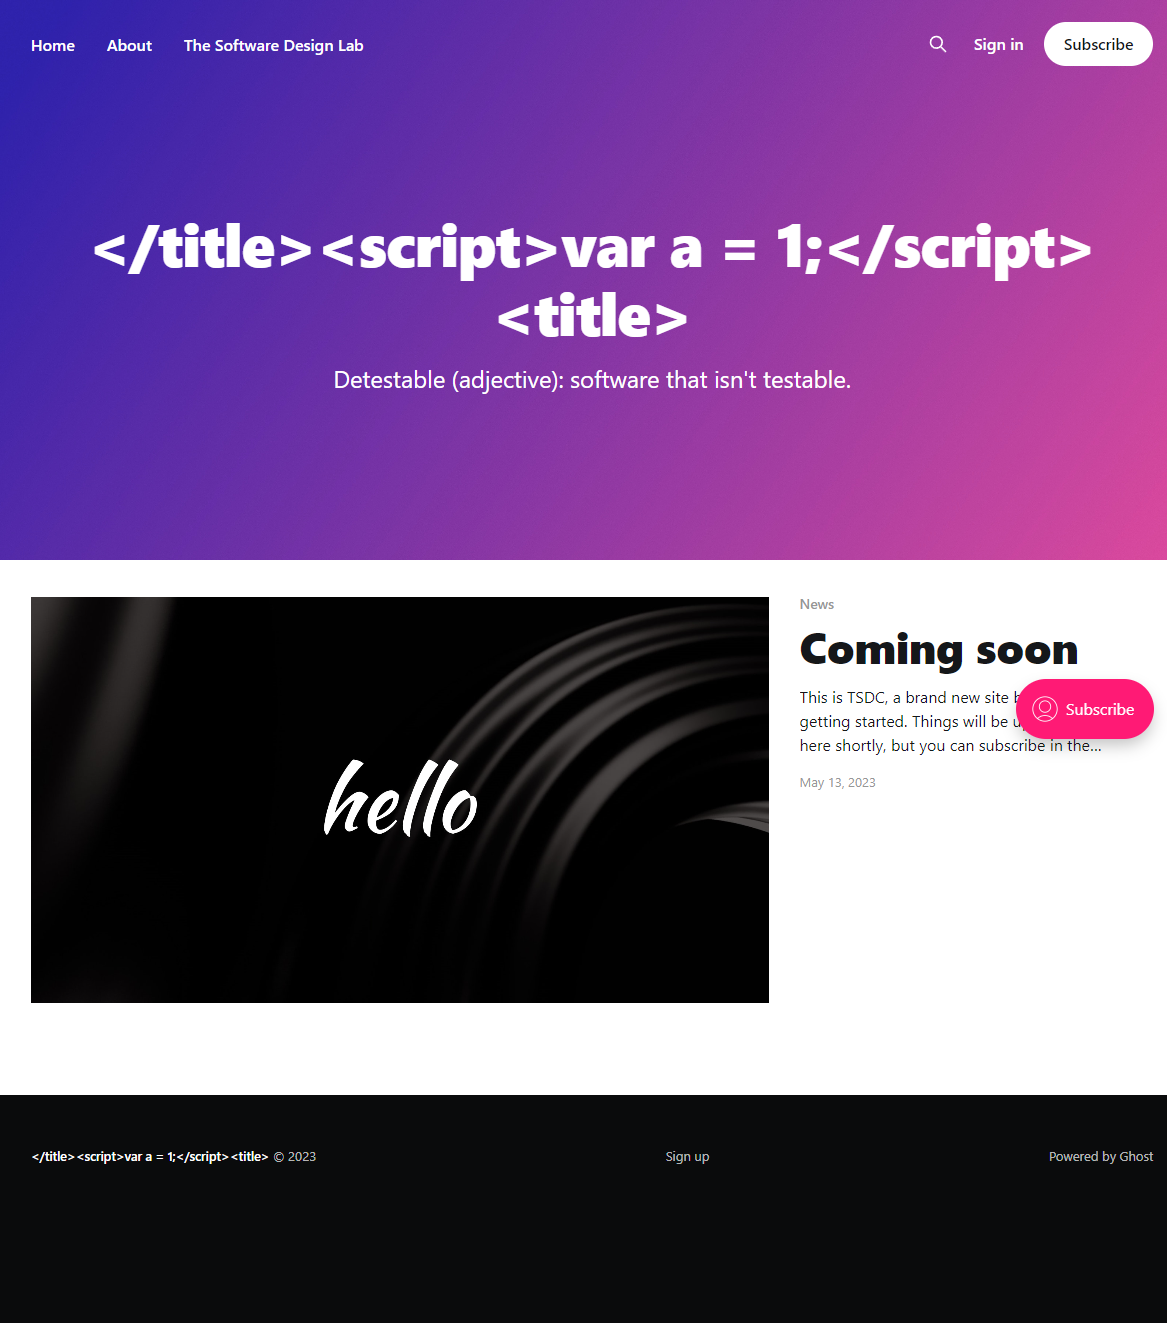 Home About The Software Design Lab Sign in Subscribe
</title><script>var a = 1;</script>
<title>
Detestable (adjective): software that isn't testable.
hello
News
Coming soon
This is TSDC, a brand new site b
getting started. Things will be u
here shortly, but you can subscribe in the...
Subscribe
May 13, 2023
</title><script>var a = 1;</script><title> © 2023 Sign up Powered by Ghost